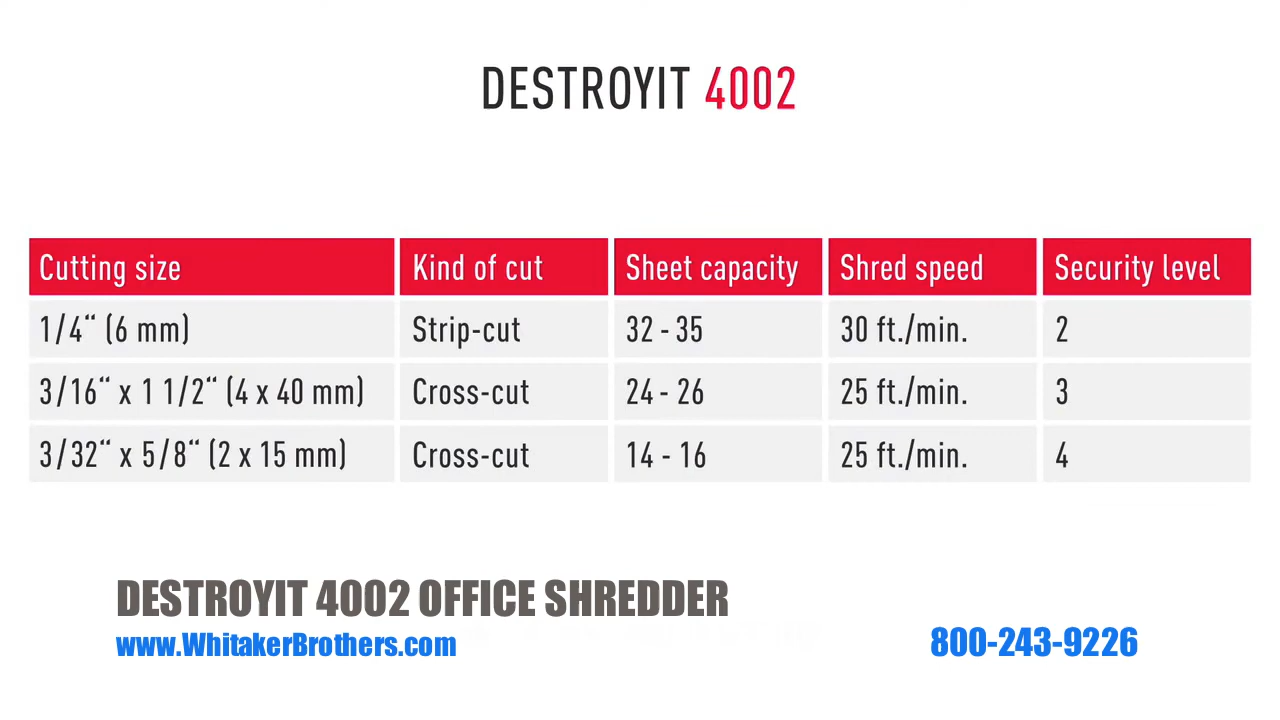 DESTROYIT 4002
Cutting size Kind of cut Sheet capacity Shred speed Security level
1/4“ (6 mm) Strip-cut 32 - 35 30 ft./min. 2
3/16“ x 1 1/2“ (4 x 40 mm) Cross-cut 24 - 26 25 ft./min. 3
3/32“ x 5/8“ (2 x 15 mm) Cross-cut 14 - 16 25 ft./min. 4
DESTROYIT 4002 OFFICE SHREDDER
www.WhitakerBrothers.com 800-243-9226